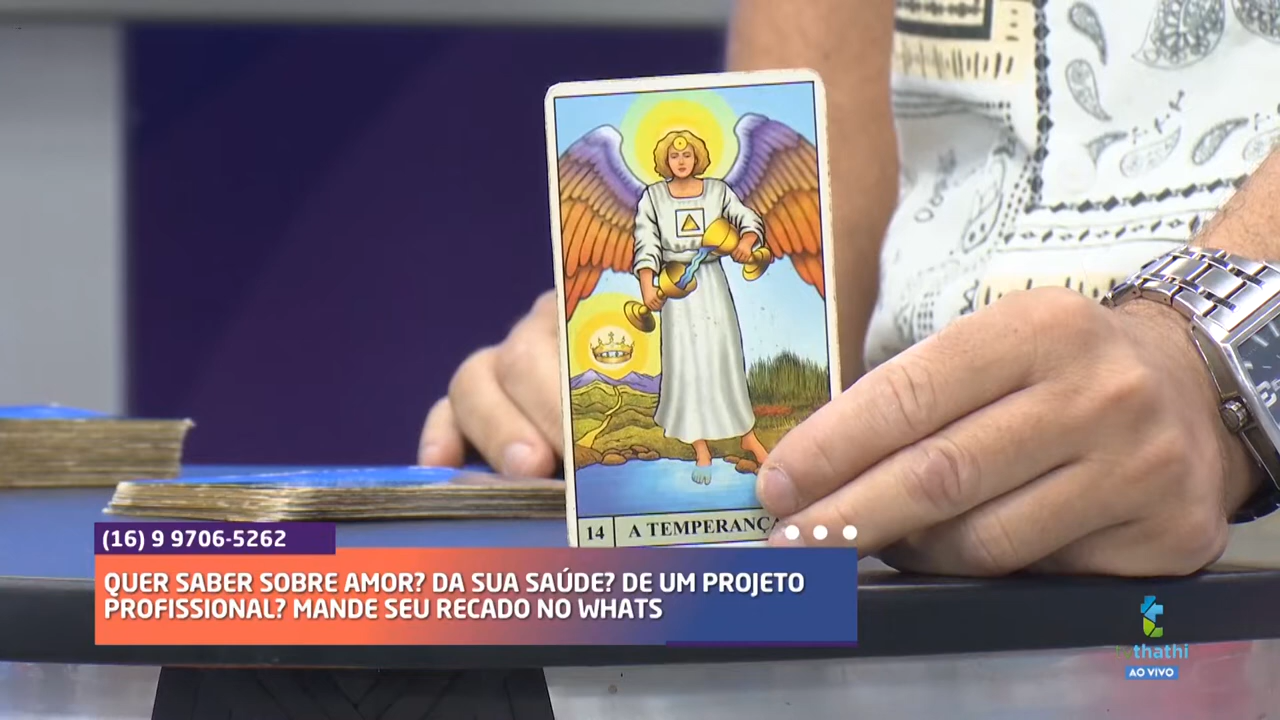 14 A TEMPERANÇA
(16) 9 9706-5262
QUER SABER SOBRE AMOR? DA SUA SAÚDE? DE UM PROJETO
PROFISSIONAL? MANDE SEU RECADO NO WHATS
thathi
AO VIVO